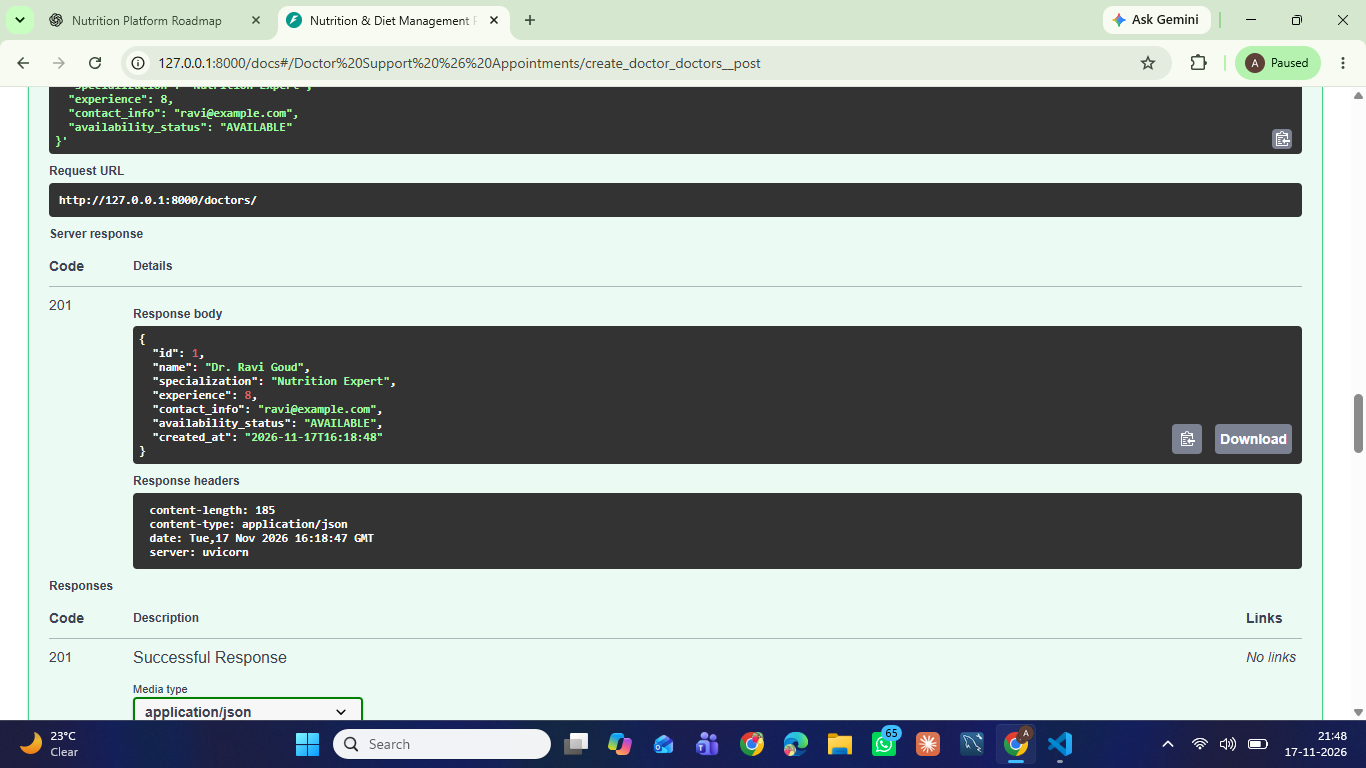 Nutrition Platform Roadmap
Nutrition & Diet Management P
Ask Gemini
127.0.0.1:8000/docs#/Doctor%20Support%20%26%20Appointments/create_doctor_doctors__post
A Paused
"specialization": "Nutrition Expert",
"experience": 8,
"contact_info": "ravi@example.com",
"availability_status": "AVAILABLE"
}'
Request URL
http://127.0.0.1:8000/doctors/
Server response
Code Details
201
Response body
{
"id": 1,
"name": "Dr. Ravi Goud",
"specialization": "Nutrition Expert",
"experience": 8,
"contact_info": "ravi@example.com",
"availability_status": "AVAILABLE",
"created_at": "2026-11-17T16:18:48"
}
Download
Response headers
content-length: 185
content-type: application/json
date: Tue,17 Nov 2026 16:18:47 GMT
server: uvicorn
Responses
Code Description Links
201 Successful Response No links
Media type
application/json
23°C
Clear
Search
65
A
21:48
17-11-2026